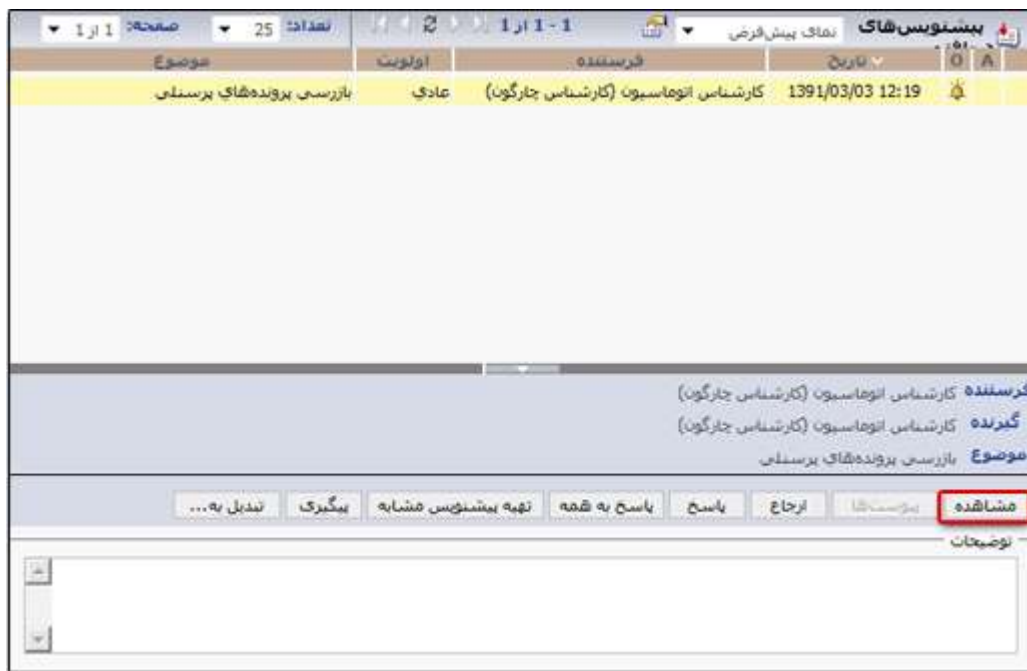 پیشنویس‌های نمای پیش‌فرض 1 - 1 از 1 تعداد: 25 صفحه: 1 از 1
A O تاریخ فرستنده اولویت موضوع
1391/03/03 12:19 کارشناس اتوماسیون (کارشناس چارگون) عادي بازرسی پرونده‌هاي پرسنلی
فرستنده کارشناس اتوماسیون (کارشناس چارگون)
گیرنده کارشناس اتوماسیون (کارشناس چارگون)
موضوع بازرسی پرونده‌هاي پرسنلی
مشاهده پیوست‌ها ارجاع پاسخ پاسخ به همه تهیه پیشنویس مشابه پیگیری تبدیل به...
توضیحات